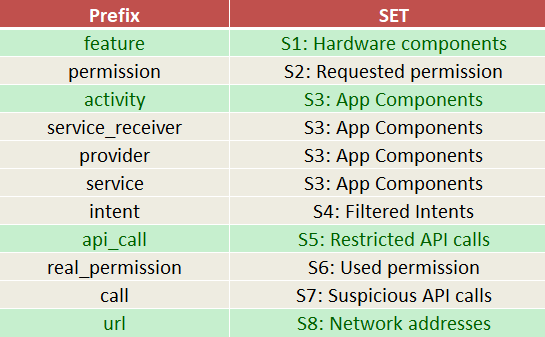 Prefix SET
feature S1: Hardware components
permission S2: Requested permission
activity S3: App Components
service_receiver S3: App Components
provider S3: App Components
service S3: App Components
intent S4: Filtered Intents
api_call S5: Restricted API calls
real_permission S6: Used permission
call S7: Suspicious API calls
url S8: Network addresses